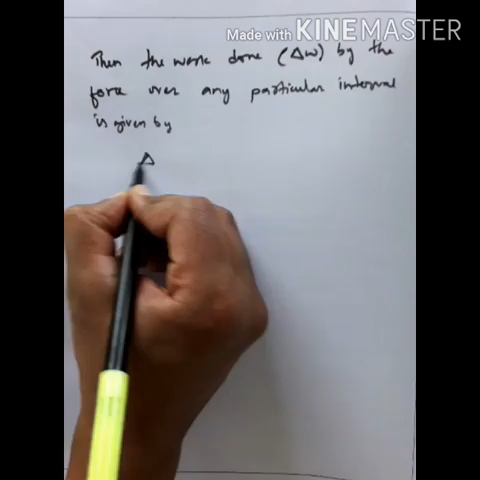 Made with KINEMASTER
Then the work done (ΔW) by the
force over any particular interval
is given by
Δ